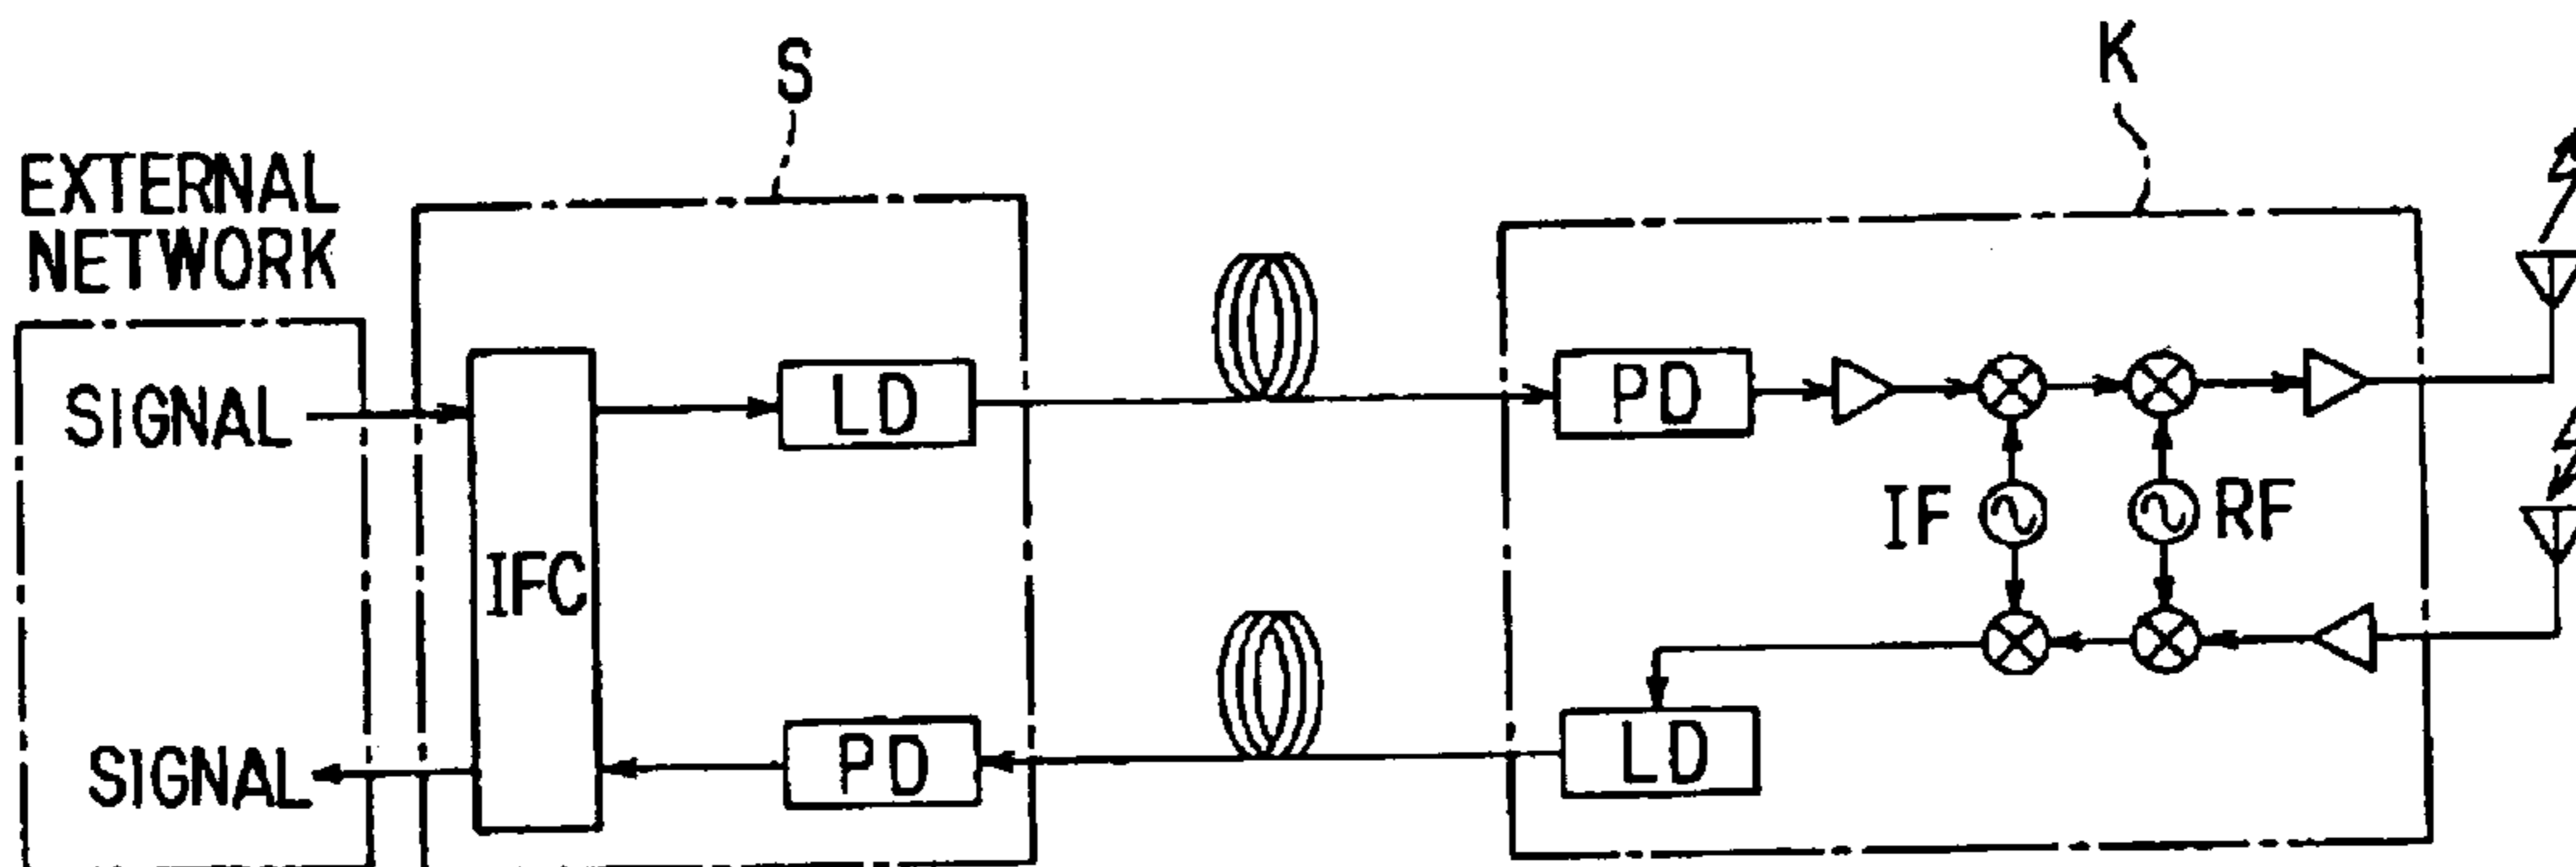 S
K
EXTERNAL
NETWORK
SIGNAL
LD
PD
IF
RF
IFC
SIGNAL
PD
LD